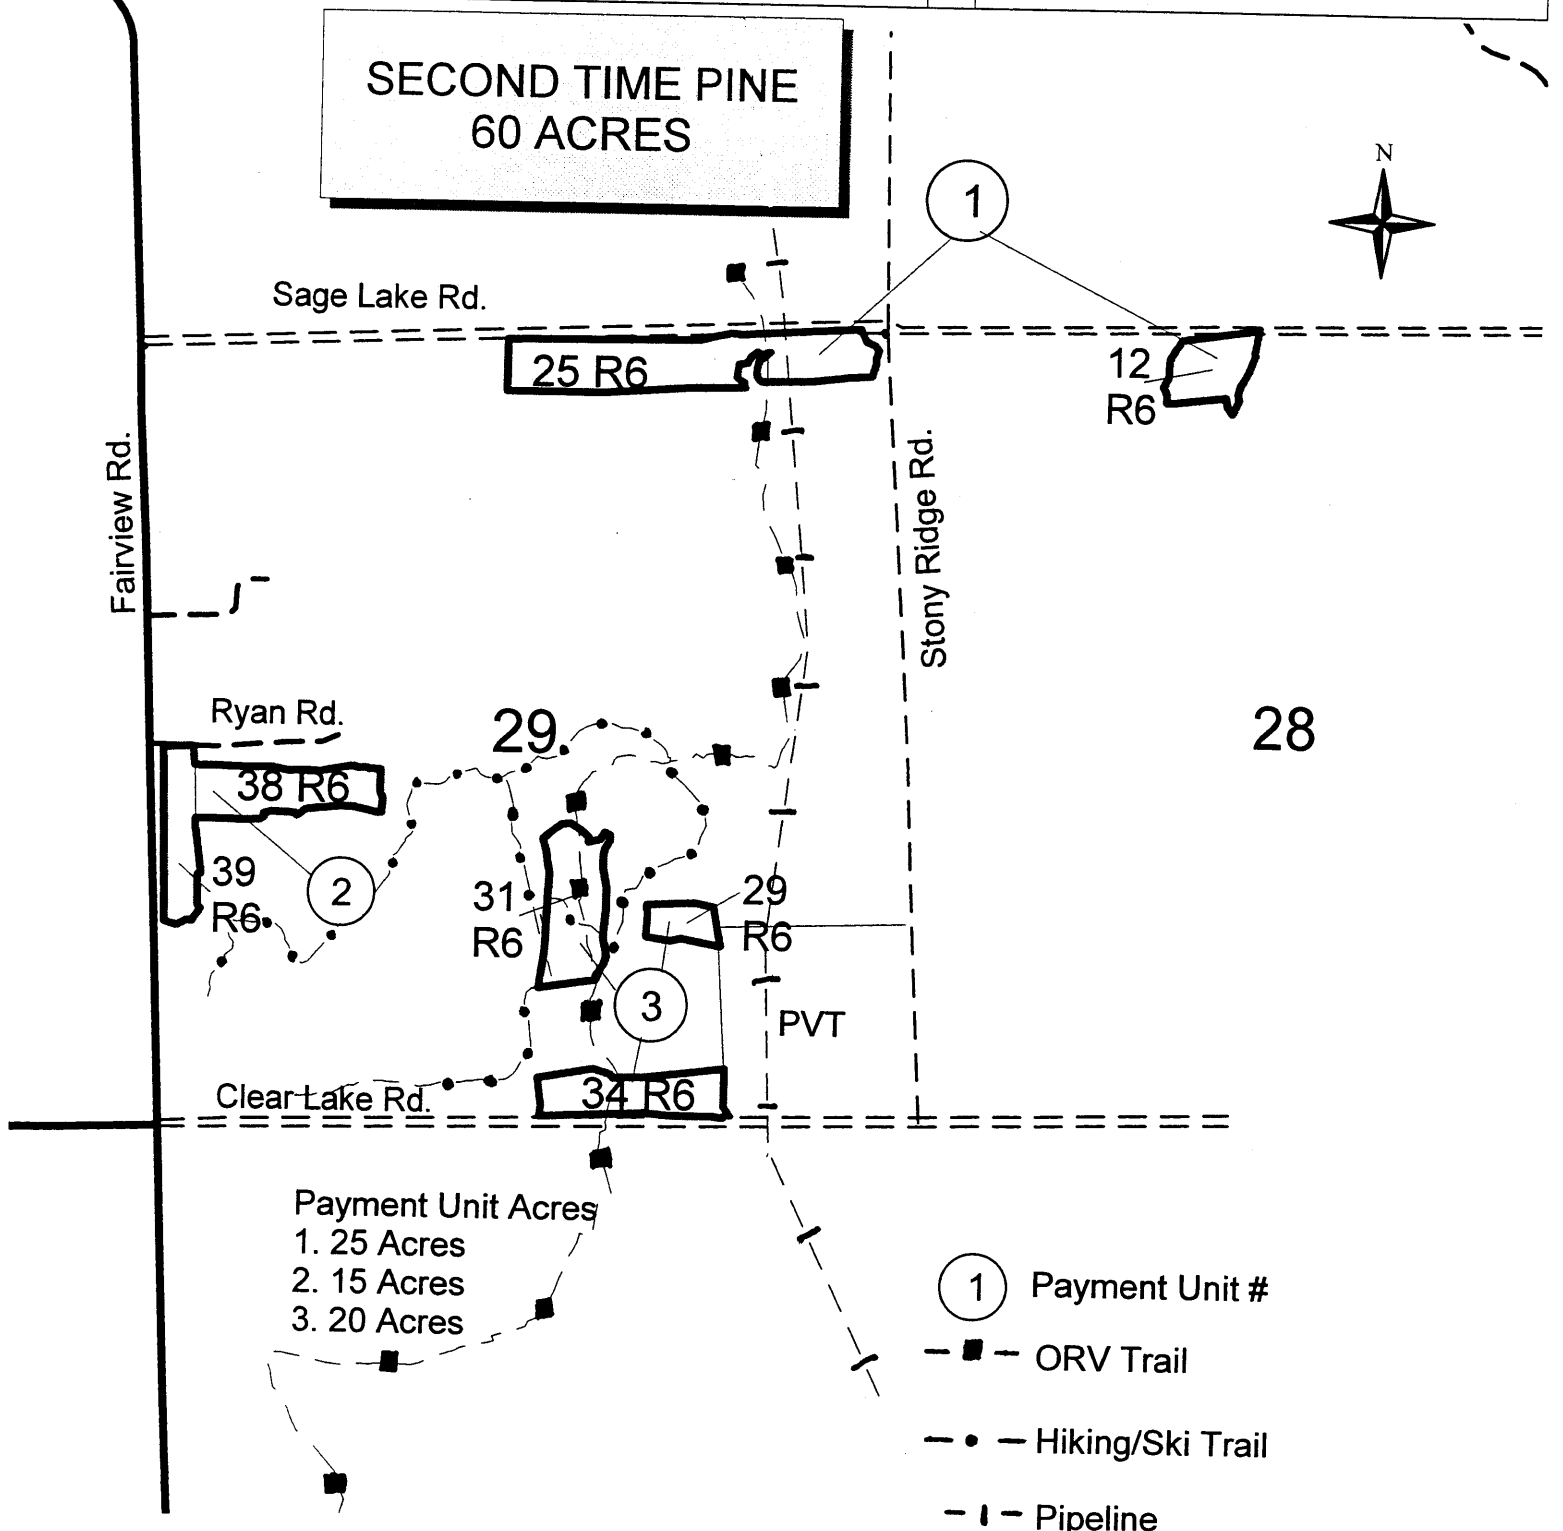 SECOND TIME PINE
60 ACRES
N
1
Sage Lake Rd.
25 R6
12
R6
Fairview Rd.
Stony Ridge Rd.
Ryan Rd.
29
28
38 R6
39
R6
2
31
R6
29
R6
3
PVT
34 R6
Clear Lake Rd.
Payment Unit Acres
1. 25 Acres
2. 15 Acres
3. 20 Acres
1 Payment Unit #
ORV Trail
Hiking/Ski Trail
Pipeline